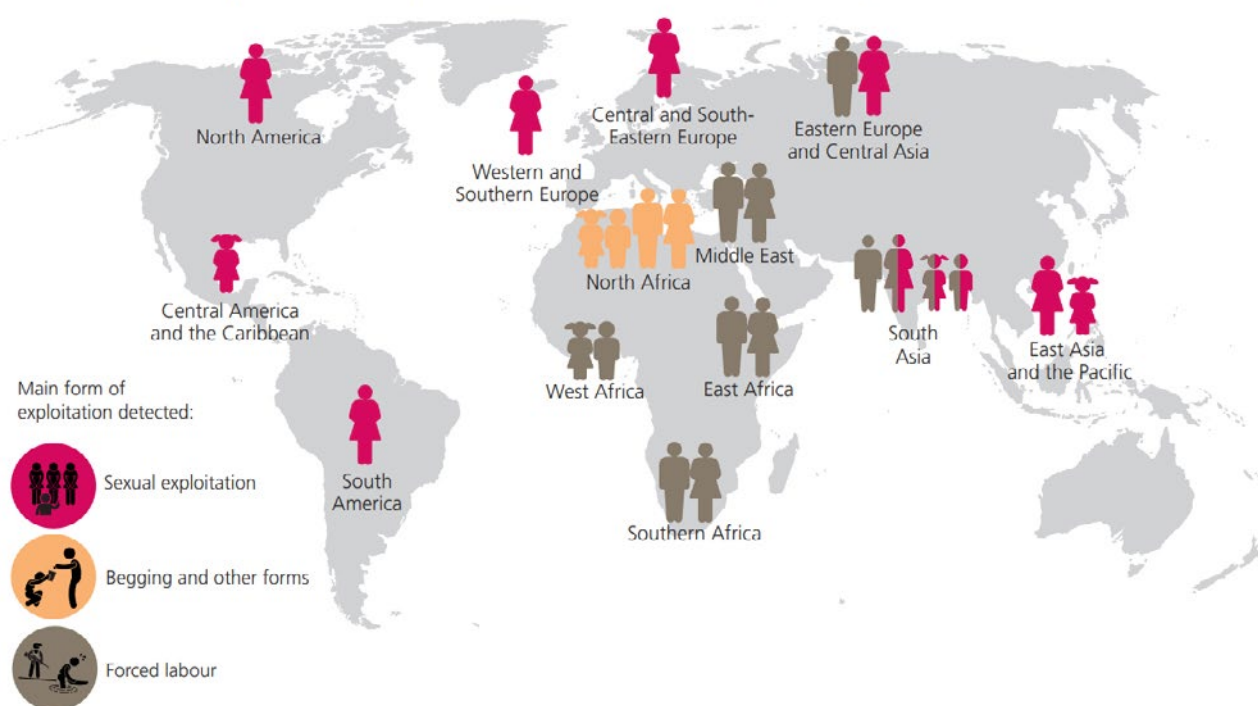 North America
Central and South-
Eastern Europe
Eastern Europe
and Central Asia
Western and
Southern Europe
Middle East
North Africa
Central America
and the Caribbean
South
Asia
East Asia
and the Pacific
West Africa
East Africa
South
America
Southern Africa
Main form of
exploitation detected:
Sexual exploitation
Begging and other forms
Forced labour